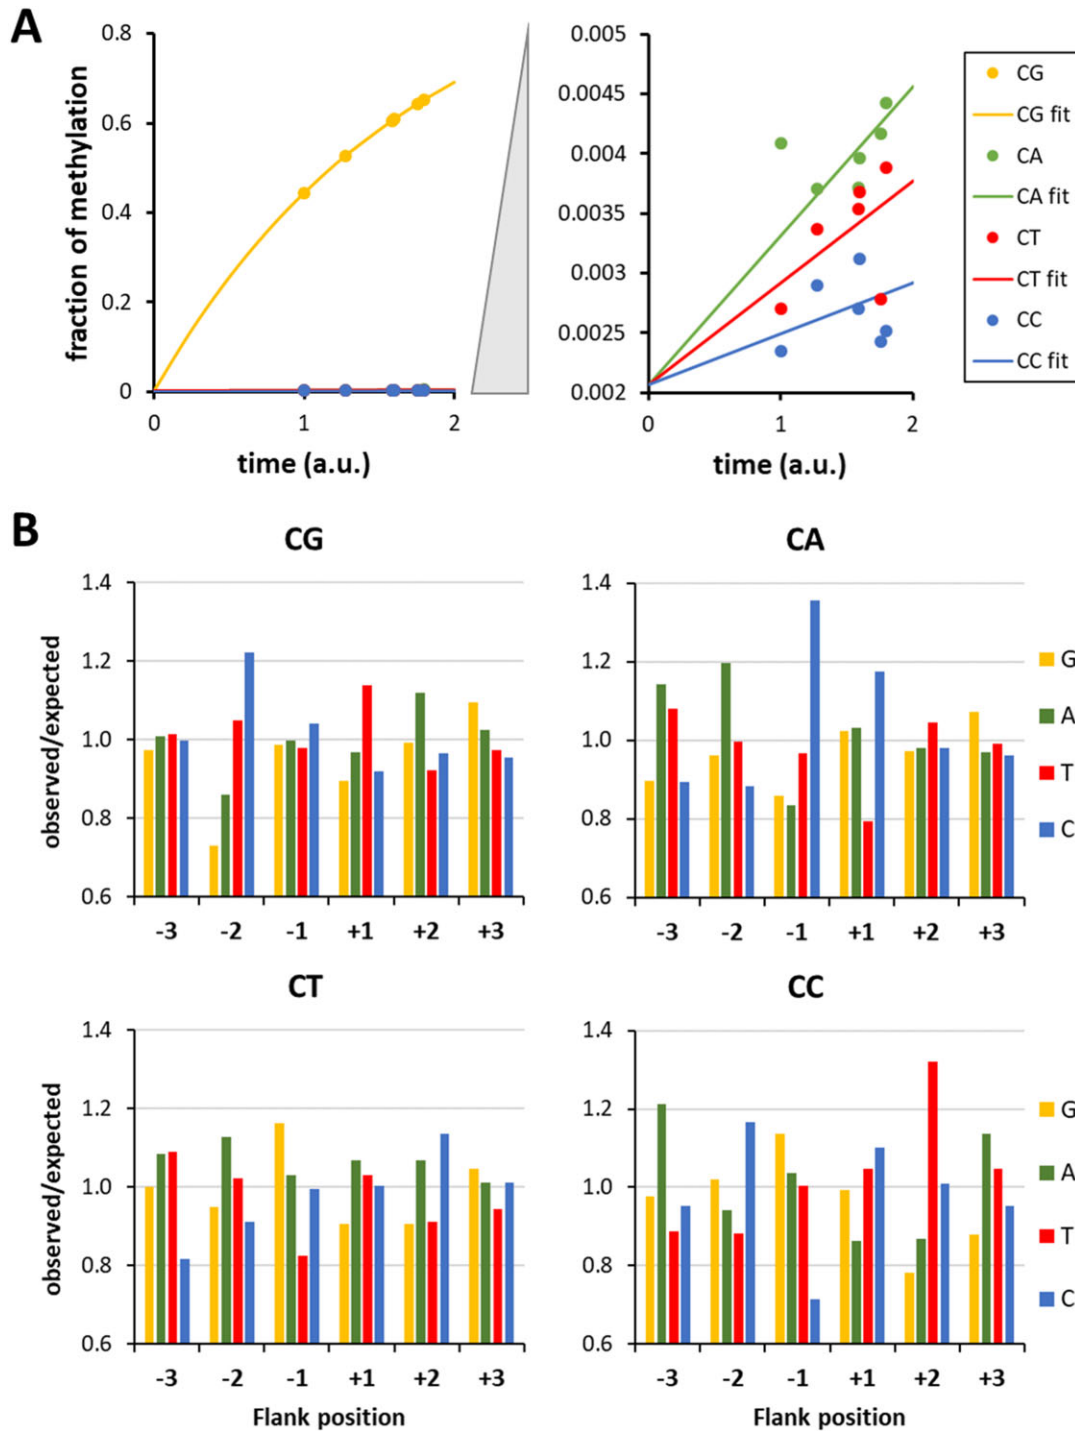 A
fraction of methylation
0.8
0.6
0.4
0.2
0
0 1 2
time (a.u.)
0.005
0.0045
0.004
0.0035
0.003
0.0025
0.002
0 1 2
time (a.u.)
CG
CG fit
CA
CA fit
CT
CT fit
CC
CC fit
B
CG
observed/expected
1.4
1.2
1.0
0.8
0.6
-3 -2 -1 +1 +2 +3
CA
1.4
1.2
1.0
0.8
0.6
-3 -2 -1 +1 +2 +3
G
A
T
C
CT
observed/expected
1.4
1.2
1.0
0.8
0.6
-3 -2 -1 +1 +2 +3
Flank position
CC
1.4
1.2
1.0
0.8
0.6
-3 -2 -1 +1 +2 +3
Flank position
G
A
T
C